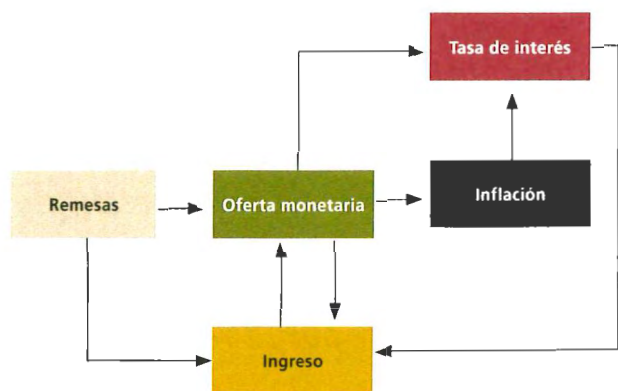 Tasa de interés
Remesas
Oferta monetaria
Inflación
Ingreso